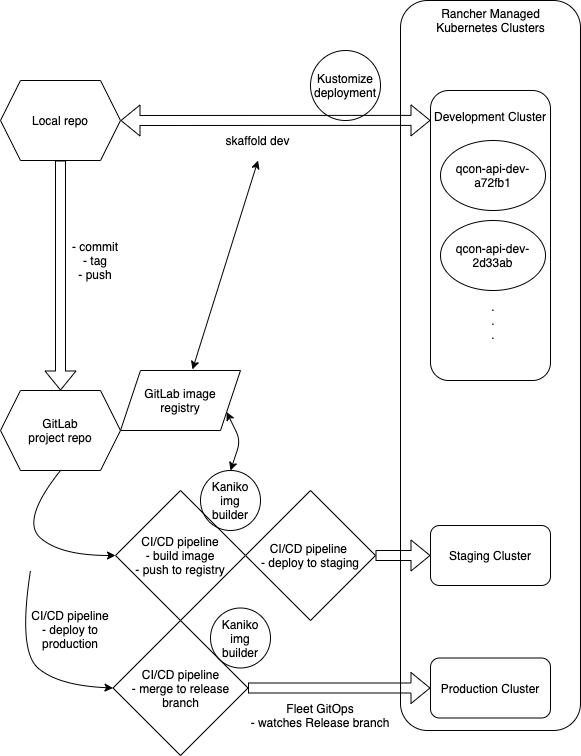 Rancher Managed
Kubernetes Clusters
Kustomize
deployment
Local repo
skaffold dev
Development Cluster
qcon-api-dev-
a72fb1
qcon-api-dev-
2d33ab
.
.
.
- commit
- tag
- push
GitLab image
registry
GitLab
project repo
Kaniko
img
builder
CI/CD pipeline
- build image
- push to registry
CI/CD pipeline
- deploy to staging
Staging Cluster
CI/CD pipeline
- deploy to
production
Kaniko
img
builder
CI/CD pipeline
- merge to release
branch
Production Cluster
Fleet GitOps
- watches Release branch